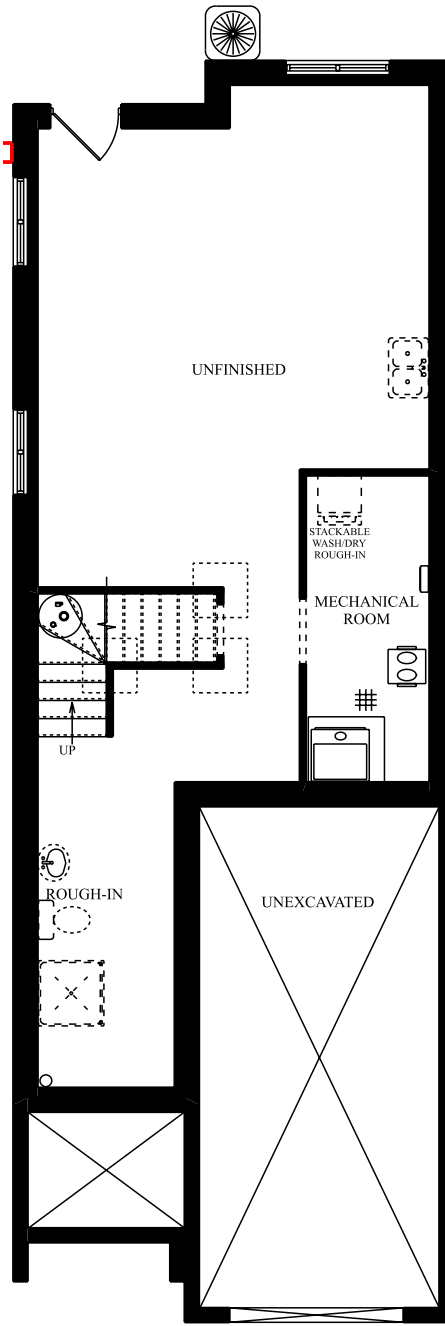 UNFINISHED
STACKABLE
WASH/DRY
ROUGH-IN
MECHANICAL
ROOM
UP
ROUGH-IN
UNEXCAVATED